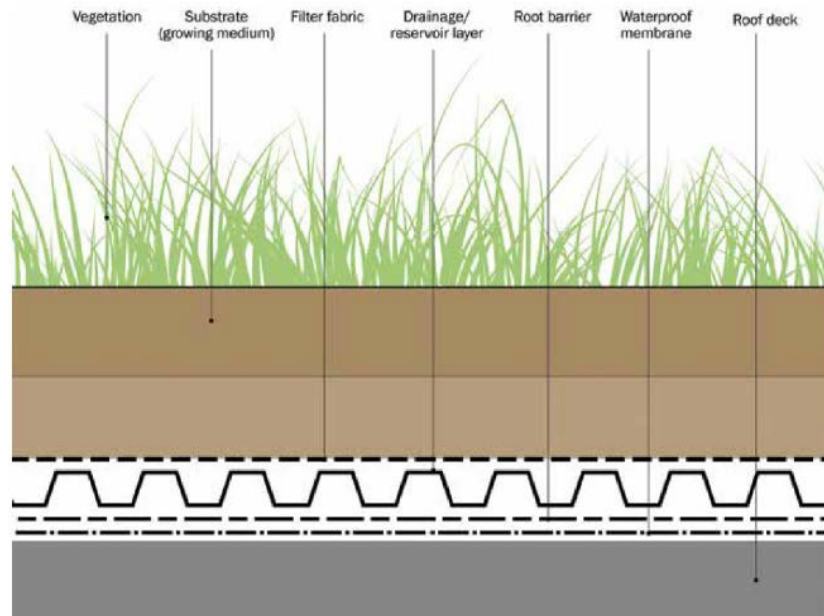 Vegetation
Substrate
(growing medium)
Filter fabric
Drainage/
reservoir layer
Root barrier
Waterproof
membrane
Roof deck